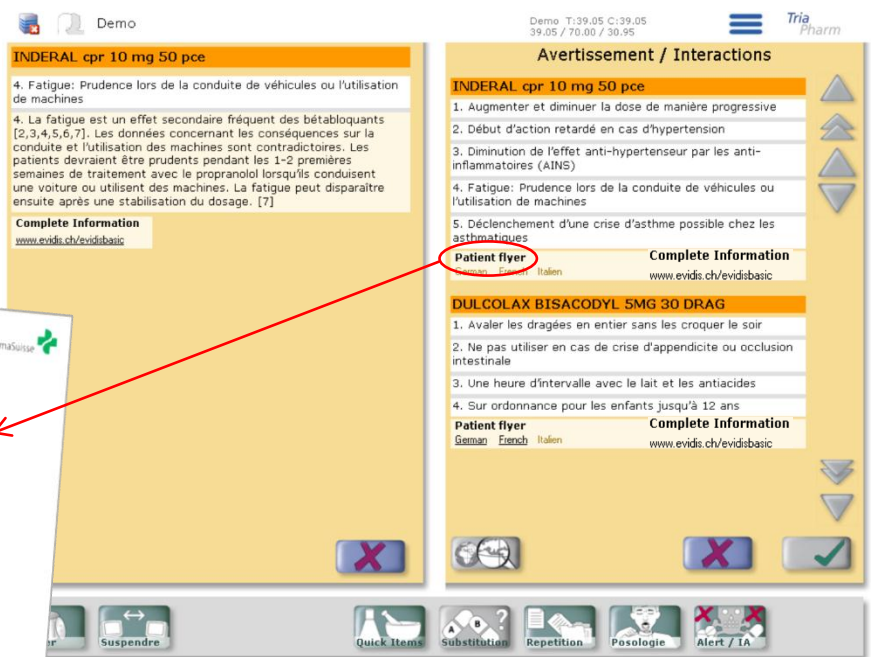 Demo
Demo T:39.05 C:39.05
39.05 / 70.00 / 30.95
Tria
Pharm
INDERAL cpr 10 mg 50 pce
4. Fatigue: Prudence lors de la conduite de véhicules ou l'utilisation
de machines
4. La fatigue est un effet secondaire fréquent des bétabloquants
[2,3,4,5,6,7]. Les données concernant les conséquences sur la
conduite et l'utilisation des machines sont contradictoires. Les
patients devraient être prudents pendant les 1-2 premières
semaines de traitement avec le propranolol lorsqu'ils conduisent
une voiture ou utilisent des machines. La fatigue peut disparaître
ensuite après une stabilisation du dosage. [7]
Complete Information
www.evidis.ch/evidisbasic
maSuisse
Avertissement / Interactions
INDERAL cpr 10 mg 50 pce
1. Augmenter et diminuer la dose de manière progressive
2. Début d'action retardé en cas d'hypertension
3. Diminution de l'effet anti-hypertenseur par les anti-
inflammatoires (AINS)
4. Fatigue: Prudence lors de la conduite de véhicules ou
l'utilisation de machines
5. Déclenchement d'une crise d'asthme possible chez les
asthmatiques
Patient flyer Complete Information
German French Italien www.evidis.ch/evidisbasic
DULCOLAX BISACODYL 5MG 30 DRAG
1. Avaler les dragées en entier sans les croquer le soir
2. Ne pas utiliser en cas de crise d'appendicite ou occlusion
intestinale
3. Une heure d'intervalle avec le lait et les antiacides
4. Sur ordonnance pour les enfants jusqu'à 12 ans
Patient flyer Complete Information
German French Italien www.evidis.ch/evidisbasic
Suspendre
Quick Items
A B ?
Substitution
Repetition
Posologie
Alert / IA